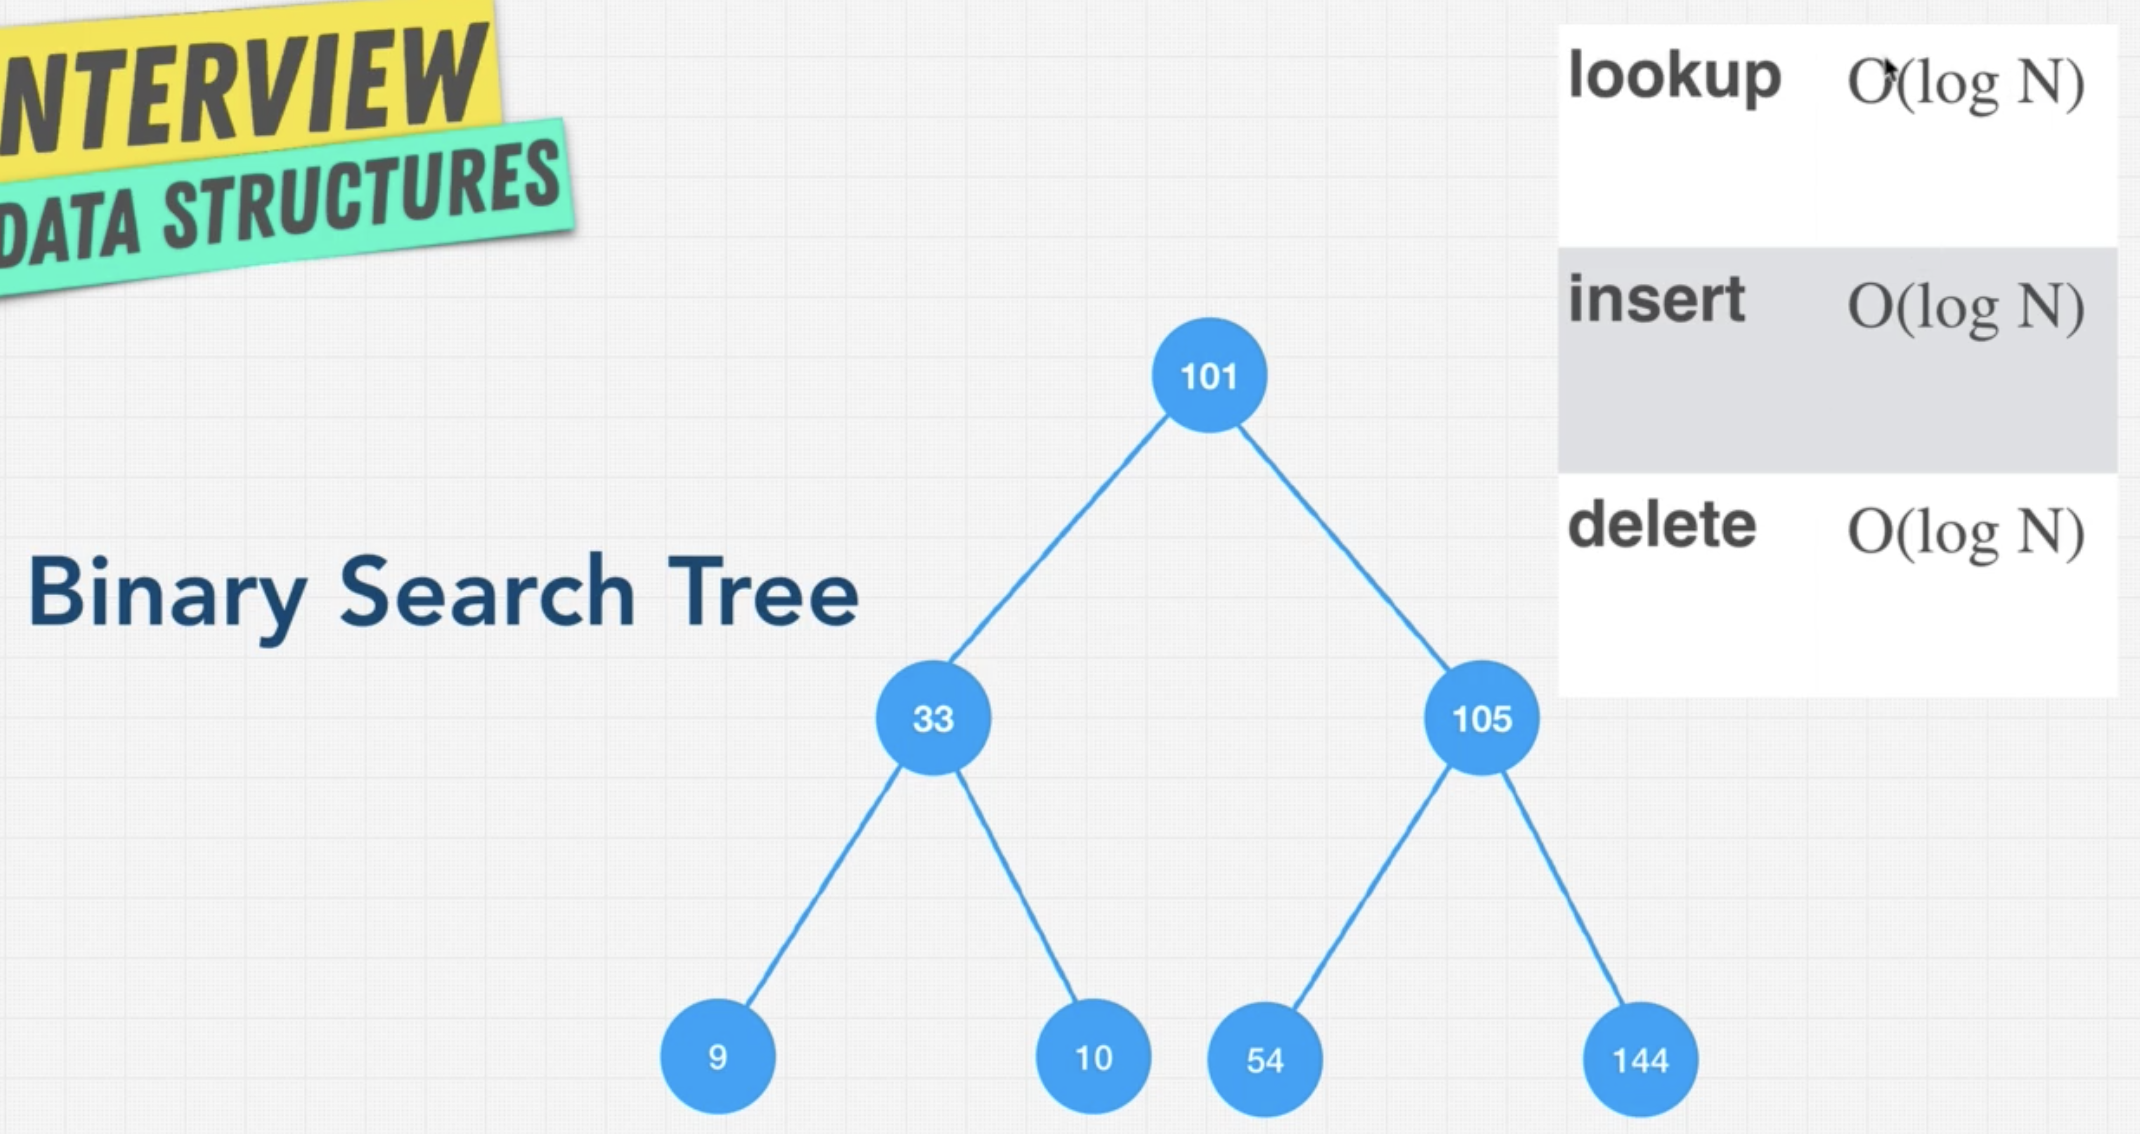 NTERVIEW
DATA STRUCTURES
lookup O(log N)
insert O(log N)
delete O(log N)
Binary Search Tree
101
33 105
9 10 54 144